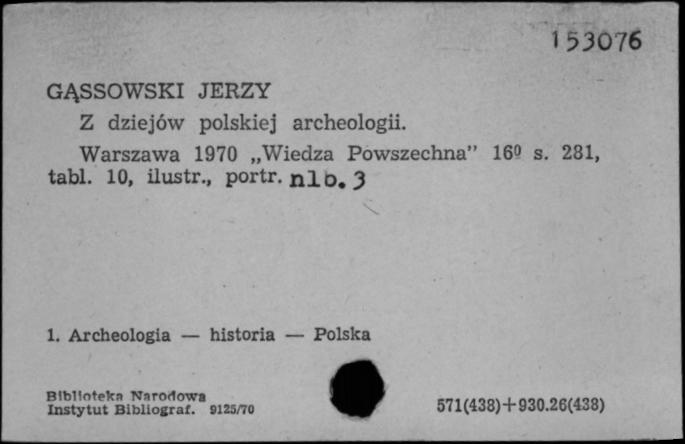 153076
GĄSSOWSKI JERZY
Z dziejów polskiej archeologii.
Warszawa 1970 „Wiedza Powszechna” 16º s. 281,
tabl. 10, ilustr., portr. nlb. 3
1. Archeologia — historia — Polska
Biblioteka Narodowa
Instytut Bibliograf. 9125/70
571(438)+930.26(438)